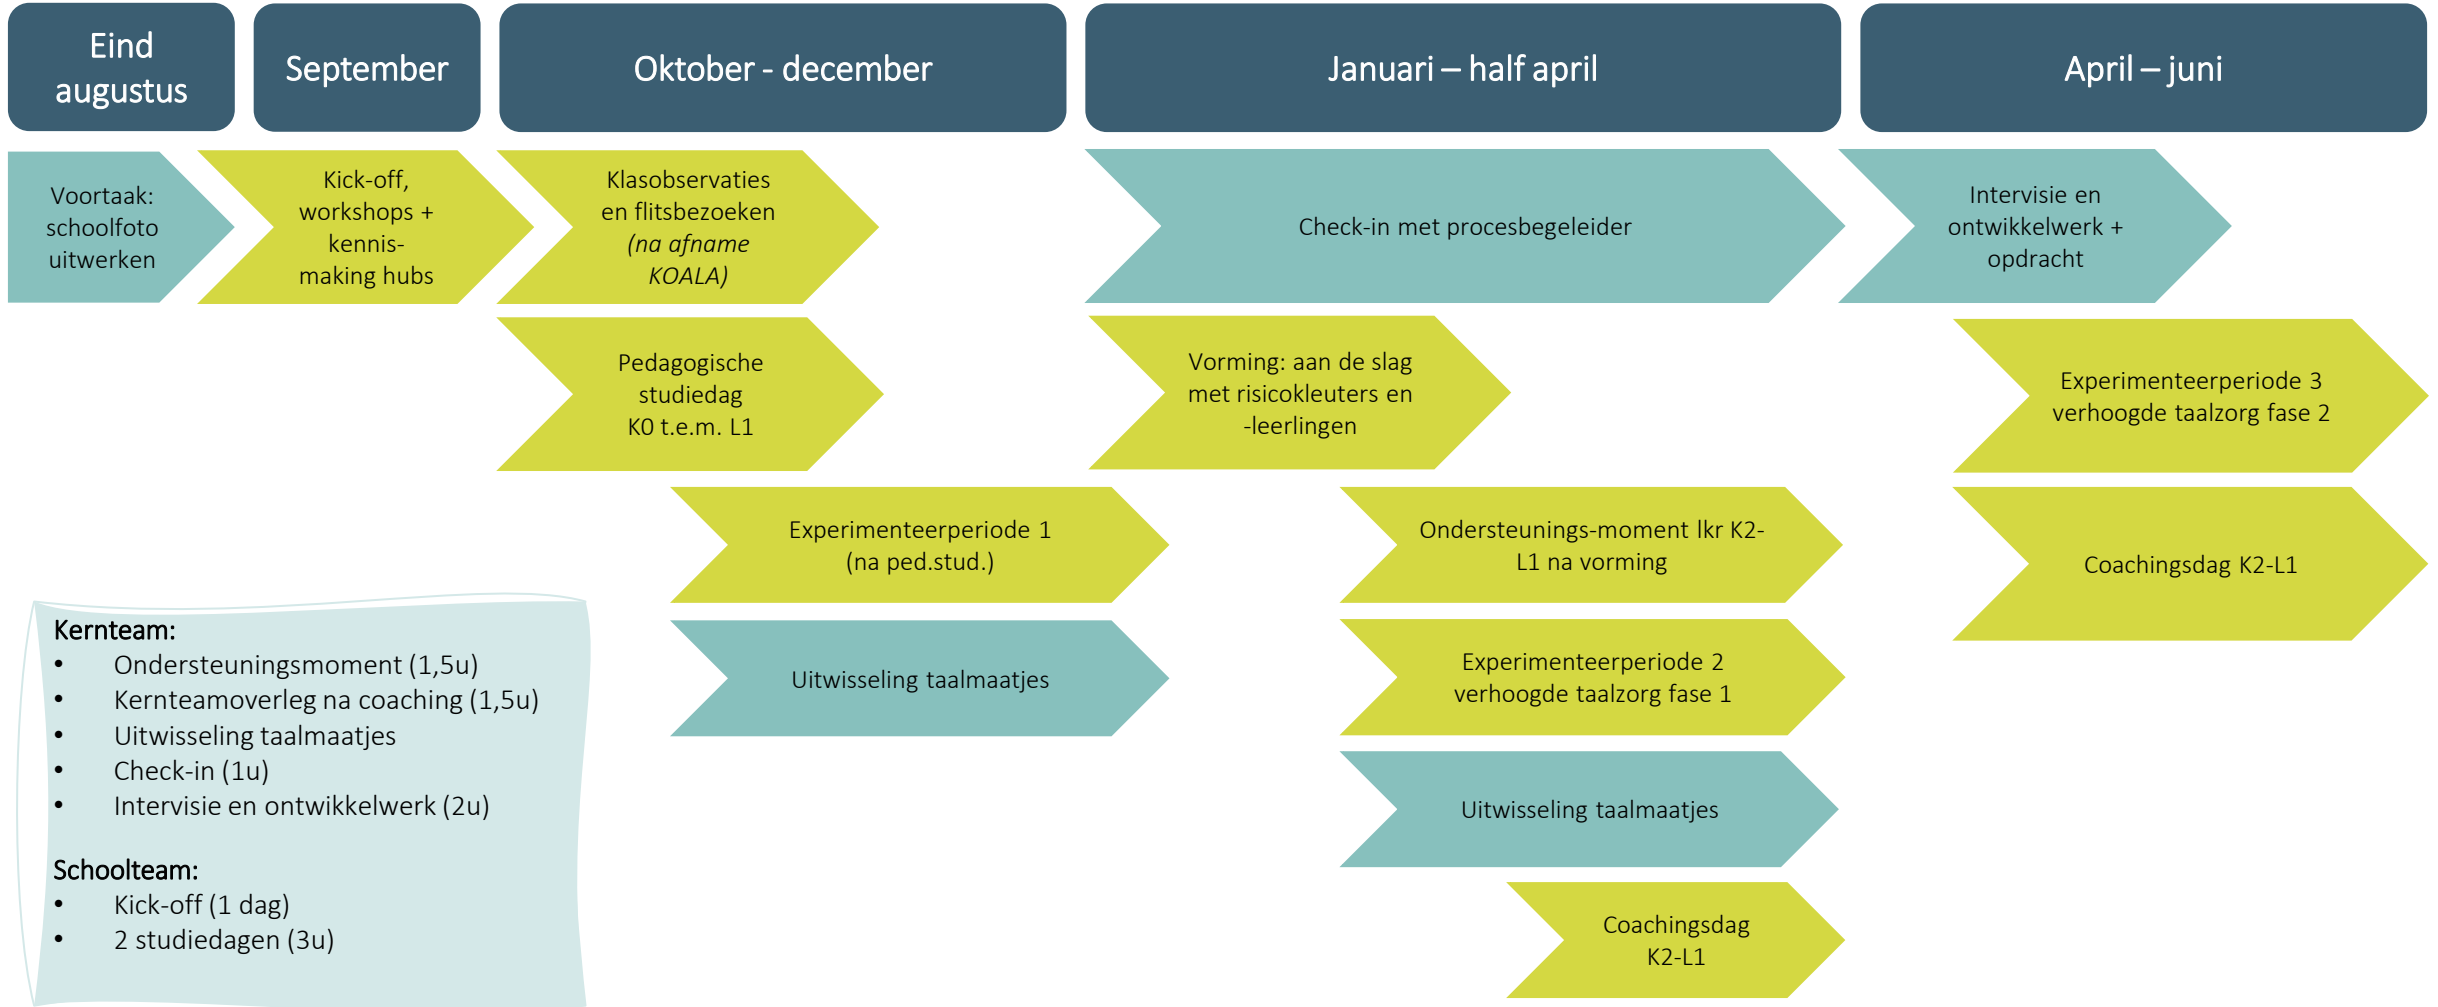 Eind
augustus
September
Oktober - december
Januari – half april
April – juni
Voortaak:
schoolfoto
uitwerken
Kick-off,
workshops +
kennis-
making hubs
Klasobservaties
en flitsbezoeken
(na afname
KOALA)
Check-in met procesbegeleider
Intervisie en
ontwikkelwerk +
opdracht
Pedagogische
studiedag
K0 t.e.m. L1
Vorming: aan de slag
met risicokleuters en
-leerlingen
Experimenteerperiode 3
verhoogde taalzorg fase 2
Experimenteerperiode 1
(na ped.stud.)
Ondersteunings-moment lkr K2-
L1 na vorming
Coachingsdag K2-L1
Uitwisseling taalmaatjes
Experimenteerperiode 2
verhoogde taalzorg fase 1
Uitwisseling taalmaatjes
Coachingsdag
K2-L1
Kernteam:
• Ondersteuningsmoment (1,5u)
• Kernteamoverleg na coaching (1,5u)
• Uitwisseling taalmaatjes
• Check-in (1u)
• Intervisie en ontwikkelwerk (2u)
Schoolteam:
• Kick-off (1 dag)
• 2 studiedagen (3u)